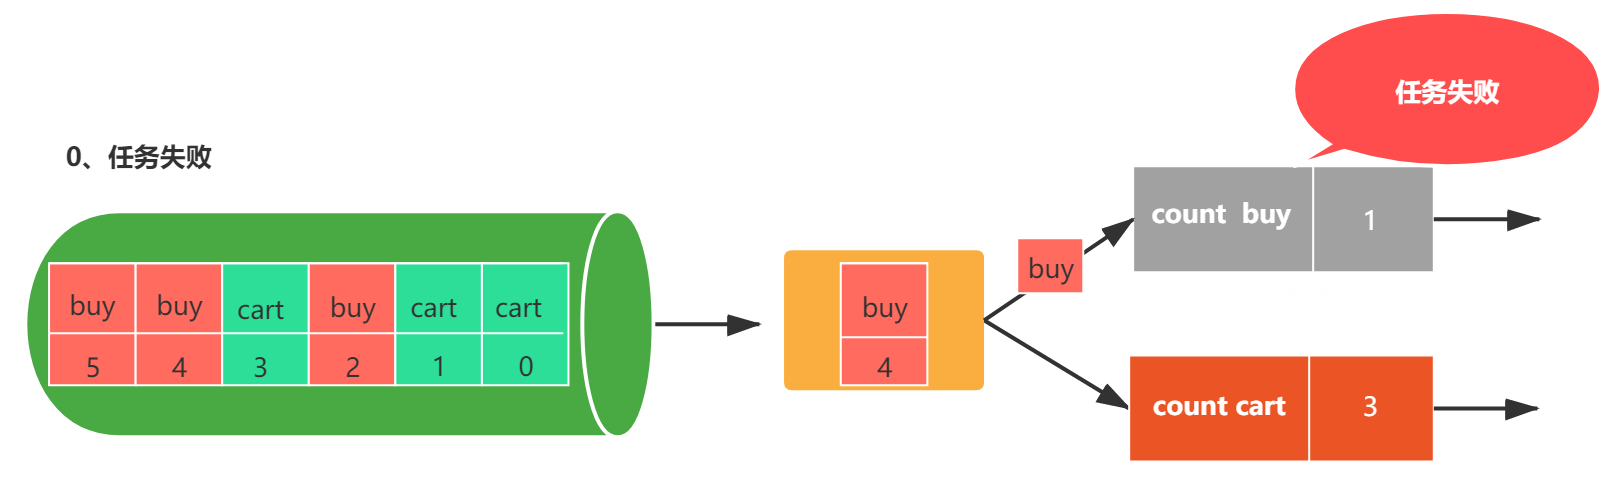 任务失败
0、任务失败
count buy 1
buy buy cart buy cart cart
5 4 3 2 1 0
buy
4
buy
count cart 3